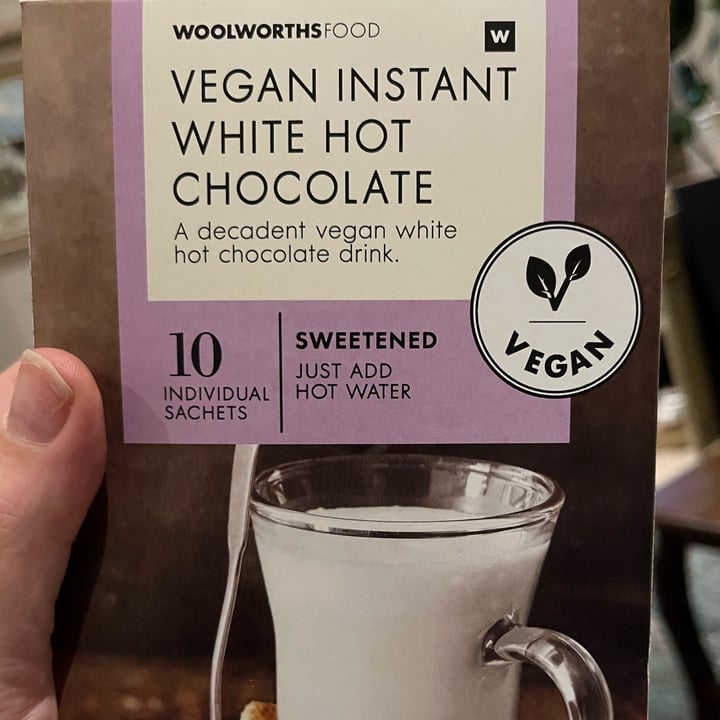 WOOLWORTHSFOOD
W
VEGAN INSTANT
WHITE HOT
CHOCOLATE
A decadent vegan white
hot chocolate drink.
VEGAN
10
INDIVIDUAL
SACHETS
SWEETENED
JUST ADD
HOT WATER